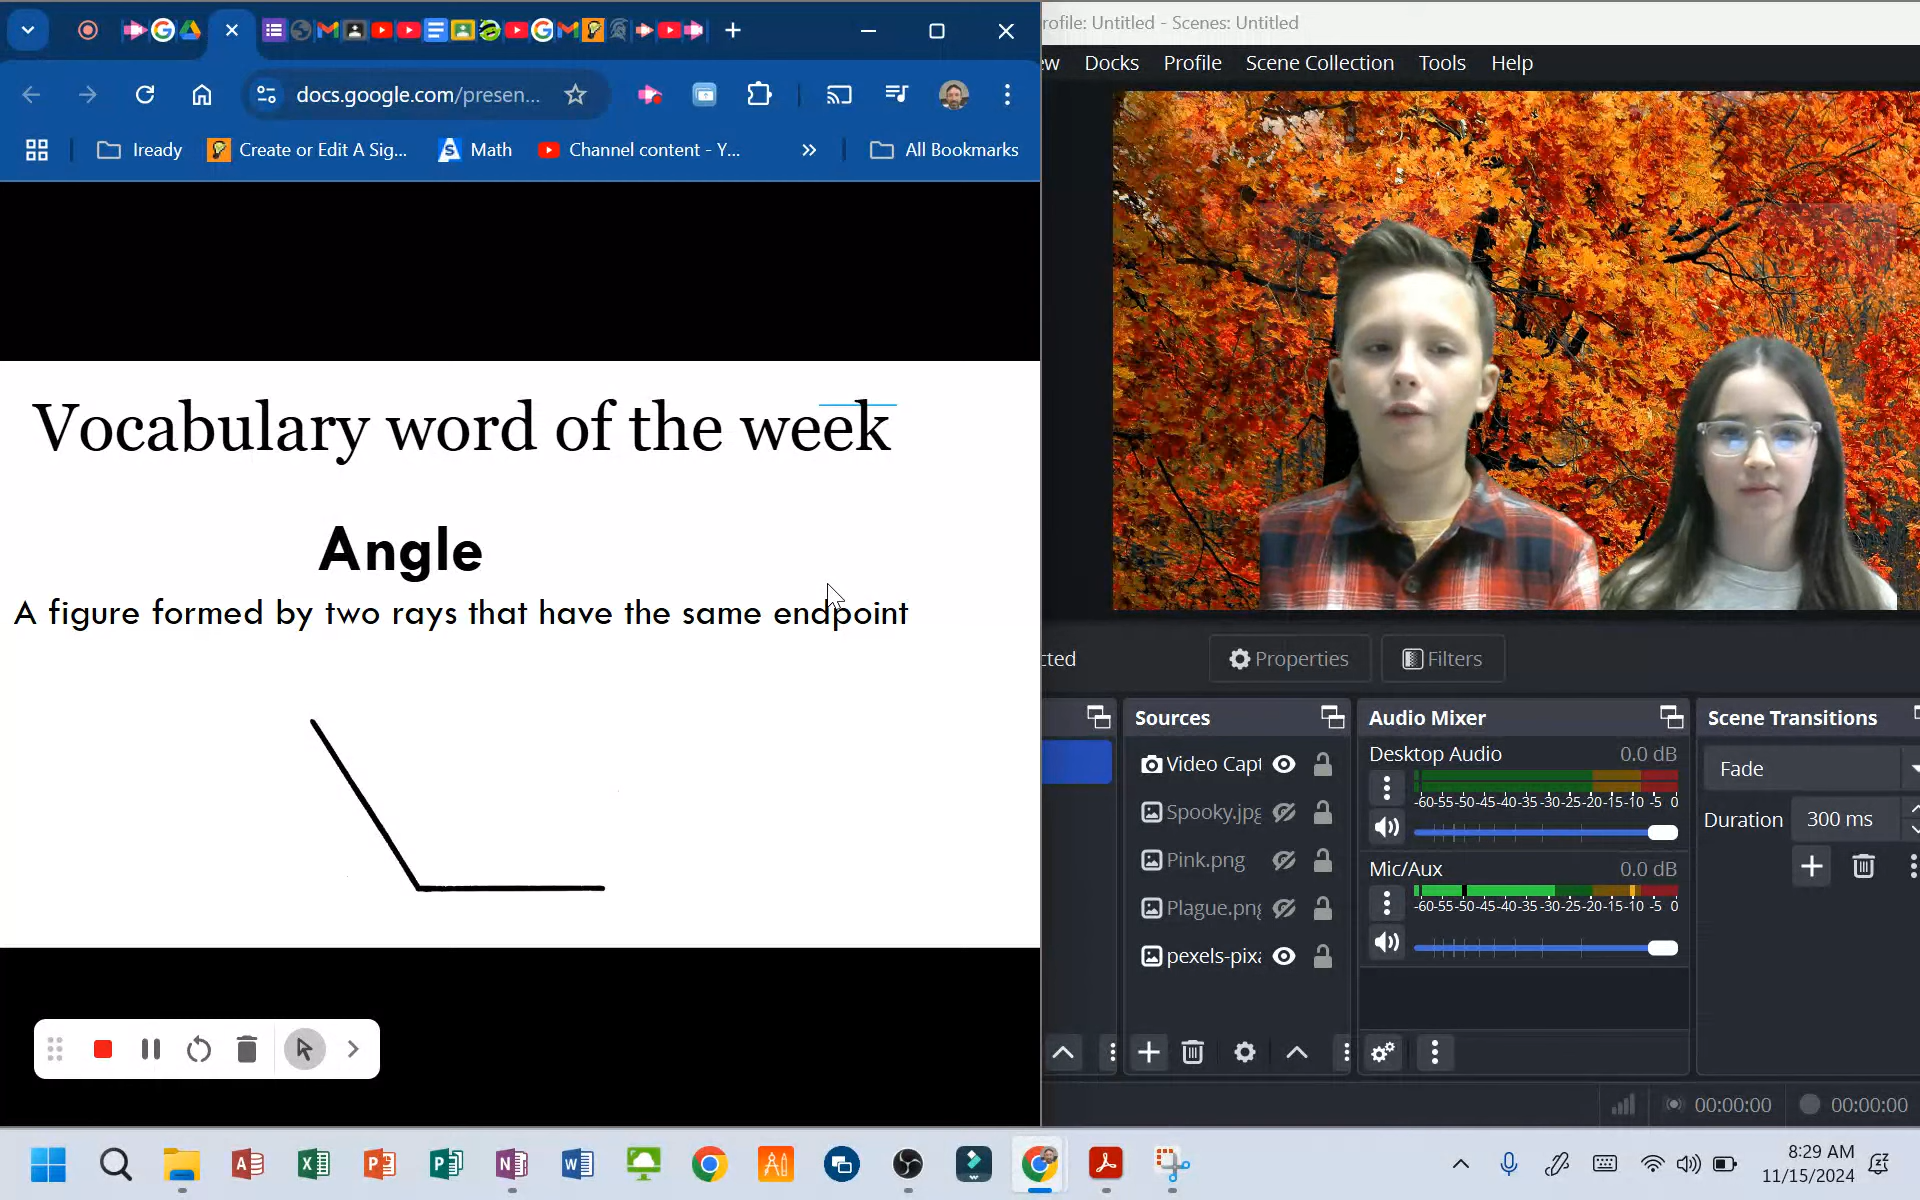 rofile: Untitled - Scenes: Untitled
docs.google.com/presen...
ew Docks Profile Scene Collection Tools Help
Iready Create or Edit A Sig... Math Channel content - Y... » All Bookmarks
Vocabulary word of the week
Angle
A figure formed by two rays that have the same endpoint
cted Properties Filters
Sources
Video Capt
Spooky.jpg
Pink.png
Plague.png
pexels-pixa
Audio Mixer
Desktop Audio 0.0 dB
-60-55-50-45-40-35-30-25-20-15-10 -5 0
Mic/Aux 0.0 dB
-60-55-50-45-40-35-30-25-20-15-10 -5 0
Scene Transitions
Fade
Duration 300 ms
00:00:00 00:00:00
8:29 AM
11/15/2024